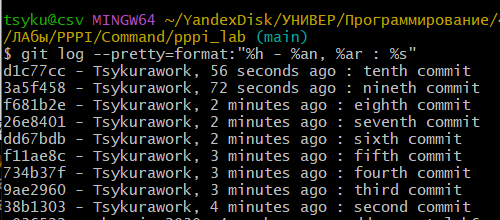 tsyku@csv MINGW64 ~/YandexDisk/УНИВЕР/Программирование/
/ЛАбы/PPPI/Command/pppi_lab (main)
$ git log --pretty=format:"%h - %an, %ar : %s"
d1c77cc - Tsykurawork, 56 seconds ago : tenth commit
3a5f458 - Tsykurawork, 72 seconds ago : nineth commit
f681b2e - Tsykurawork, 2 minutes ago : eighth commit
26e8401 - Tsykurawork, 2 minutes ago : seventh commit
dd67bdb - Tsykurawork, 2 minutes ago : sixth commit
f11ae8c - Tsykurawork, 3 minutes ago : fifth commit
734b37f - Tsykurawork, 3 minutes ago : fourth commit
9ae2960 - Tsykurawork, 3 minutes ago : third commit
38b1303 - Tsykurawork, 4 minutes ago : second commit